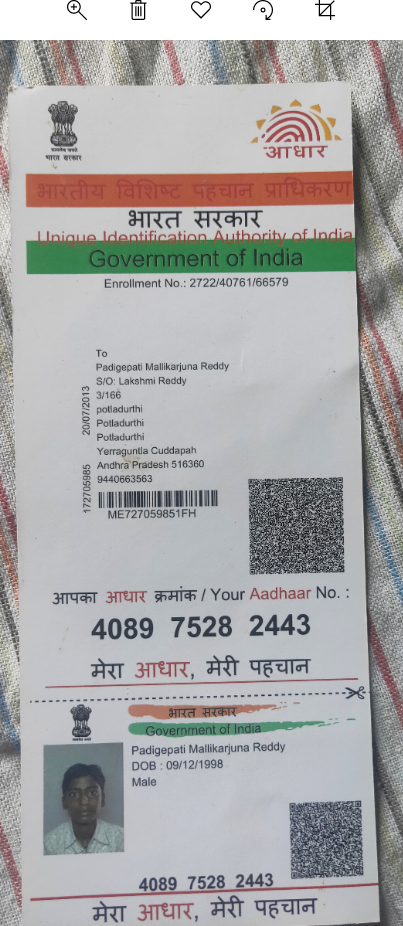 सत्यमेव जयते
भारत सरकार
आधार
भारतीय विशिष्ट पहचान प्राधिकरण
भारत सरकार
Unique Identification Authority of India
Government of India
Enrollment No.: 2722/40761/66579
To
Padigepati Mallikarjuna Reddy
S/O: Lakshmi Reddy
3/166
potladurthi
Potladurthi
Potladurthi
Yerraguntla Cuddapah
Andhra Pradesh 516360
9440663563
20/07/2013
172705985
ME727059851FH
आपका आधार क्रमांक / Your Aadhaar No. :
4089 7528 2443
मेरा आधार, मेरी पहचान
भारत सरकार
Government of India
Padigepati Mallikarjuna Reddy
DOB : 09/12/1998
Male
4089 7528 2443
मेरा आधार, मेरी पहचान